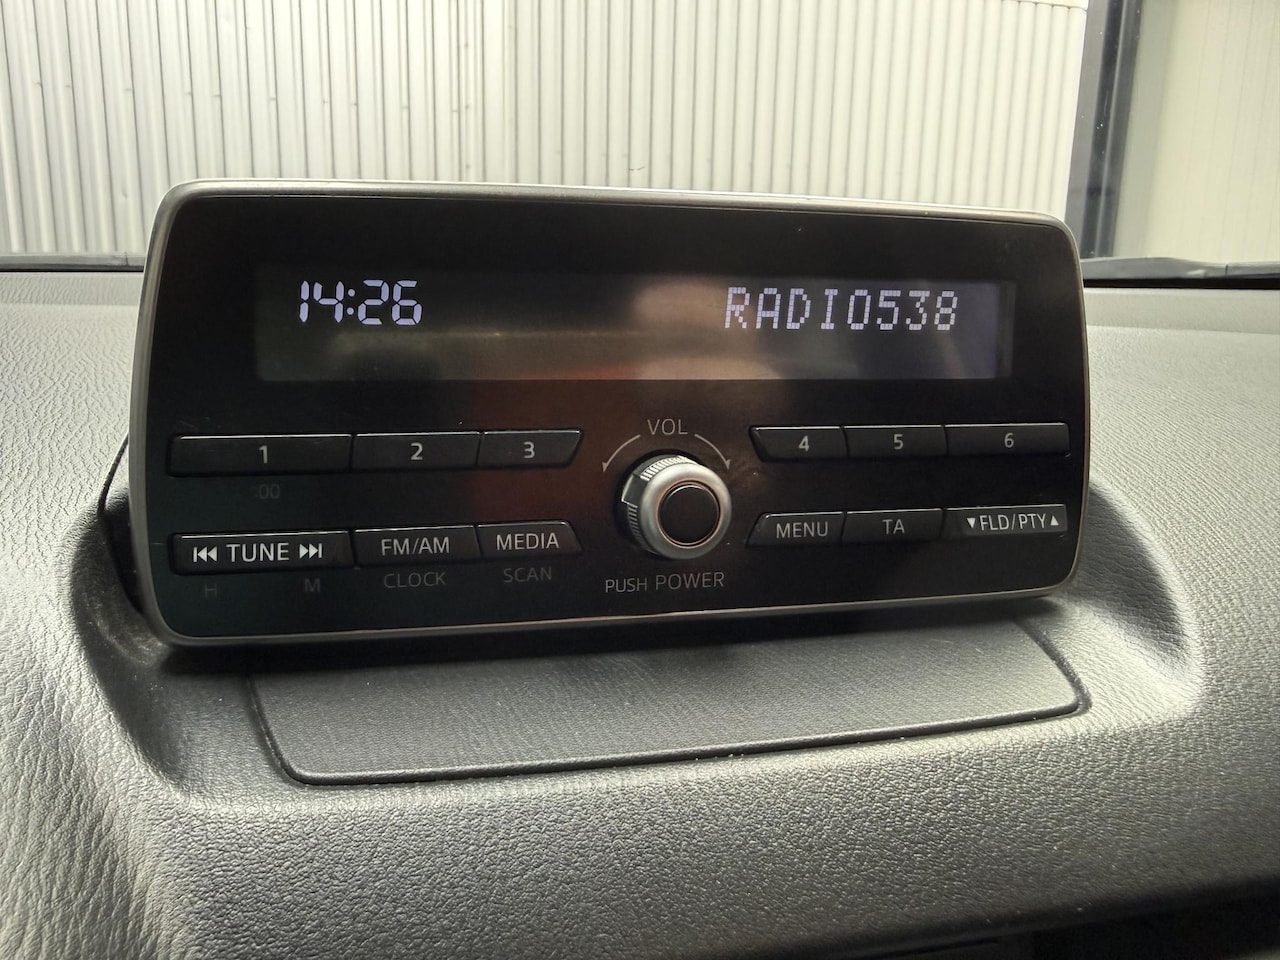 14:26 RADIO538
VOL
1 2 3 4 5 6
:00
⏮ TUNE ⏭ FM/AM MEDIA MENU TA ▼FLD/PTY▲
H M CLOCK SCAN PUSH POWER